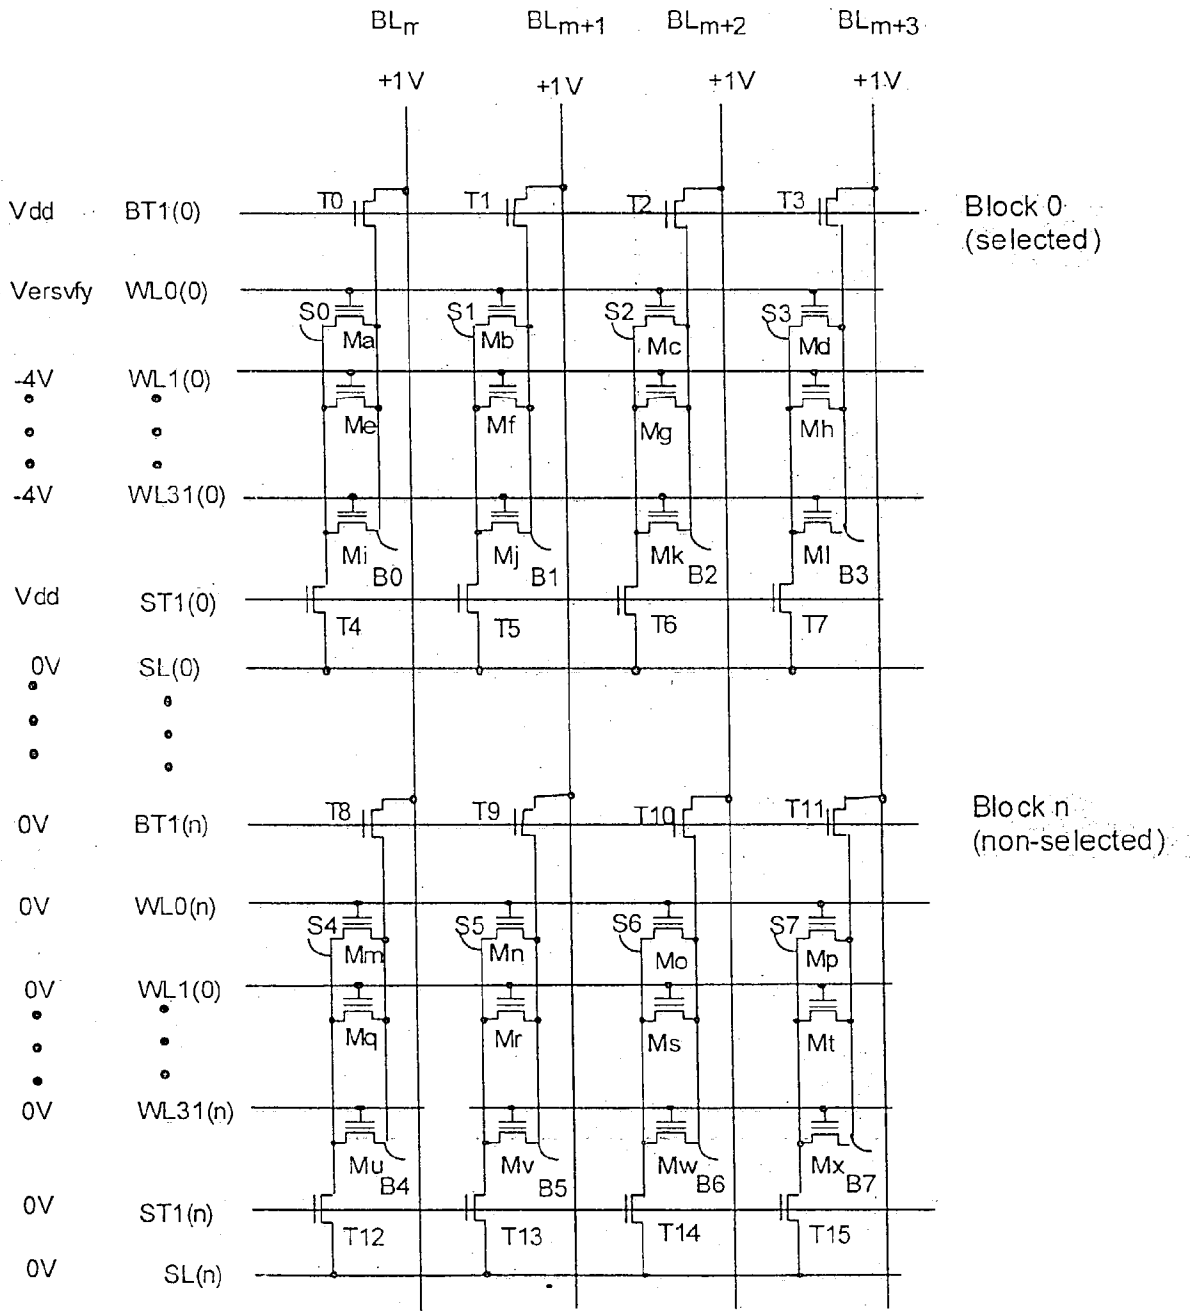 BLm BLm+1 BLm+2 BLm+3
+1V +1V +1V +1V
Vdd BT1(0) T0 T1 T2 T3 Block 0
(selected)
Versvfy WL0(0)
S0 S1 S2 S3
Ma Mb Mc Md
-4V WL1(0)
Me Mf Mg Mh
-4V WL31(0)
Mi Mj Mk Ml
B0 B1 B2 B3
Vdd ST1(0)
T4 T5 T6 T7
0V SL(0)
T8 T9 T10 T11 Block n
0V BT1(n) (non-selected)
0V WL0(n)
S4 S5 S6 S7
Mm Mn Mo Mp
0V WL1(0)
Mq Mr Ms Mt
0V WL31(n)
Mu Mv Mw Mx
B4 B5 B6 B7
0V ST1(n)
T12 T13 T14 T15
0V SL(n)